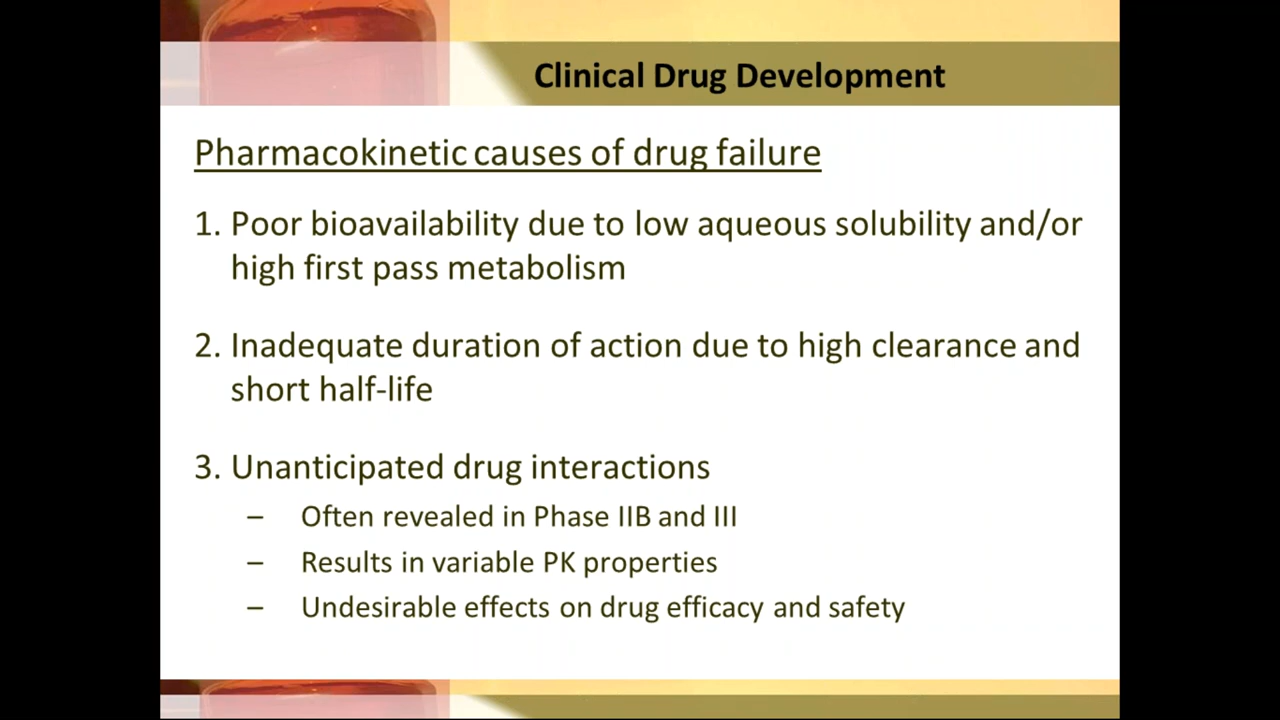 Clinical Drug Development
Pharmacokinetic causes of drug failure
1. Poor bioavailability due to low aqueous solubility and/or
high first pass metabolism
2. Inadequate duration of action due to high clearance and
short half-life
3. Unanticipated drug interactions
– Often revealed in Phase IIB and III
– Results in variable PK properties
– Undesirable effects on drug efficacy and safety